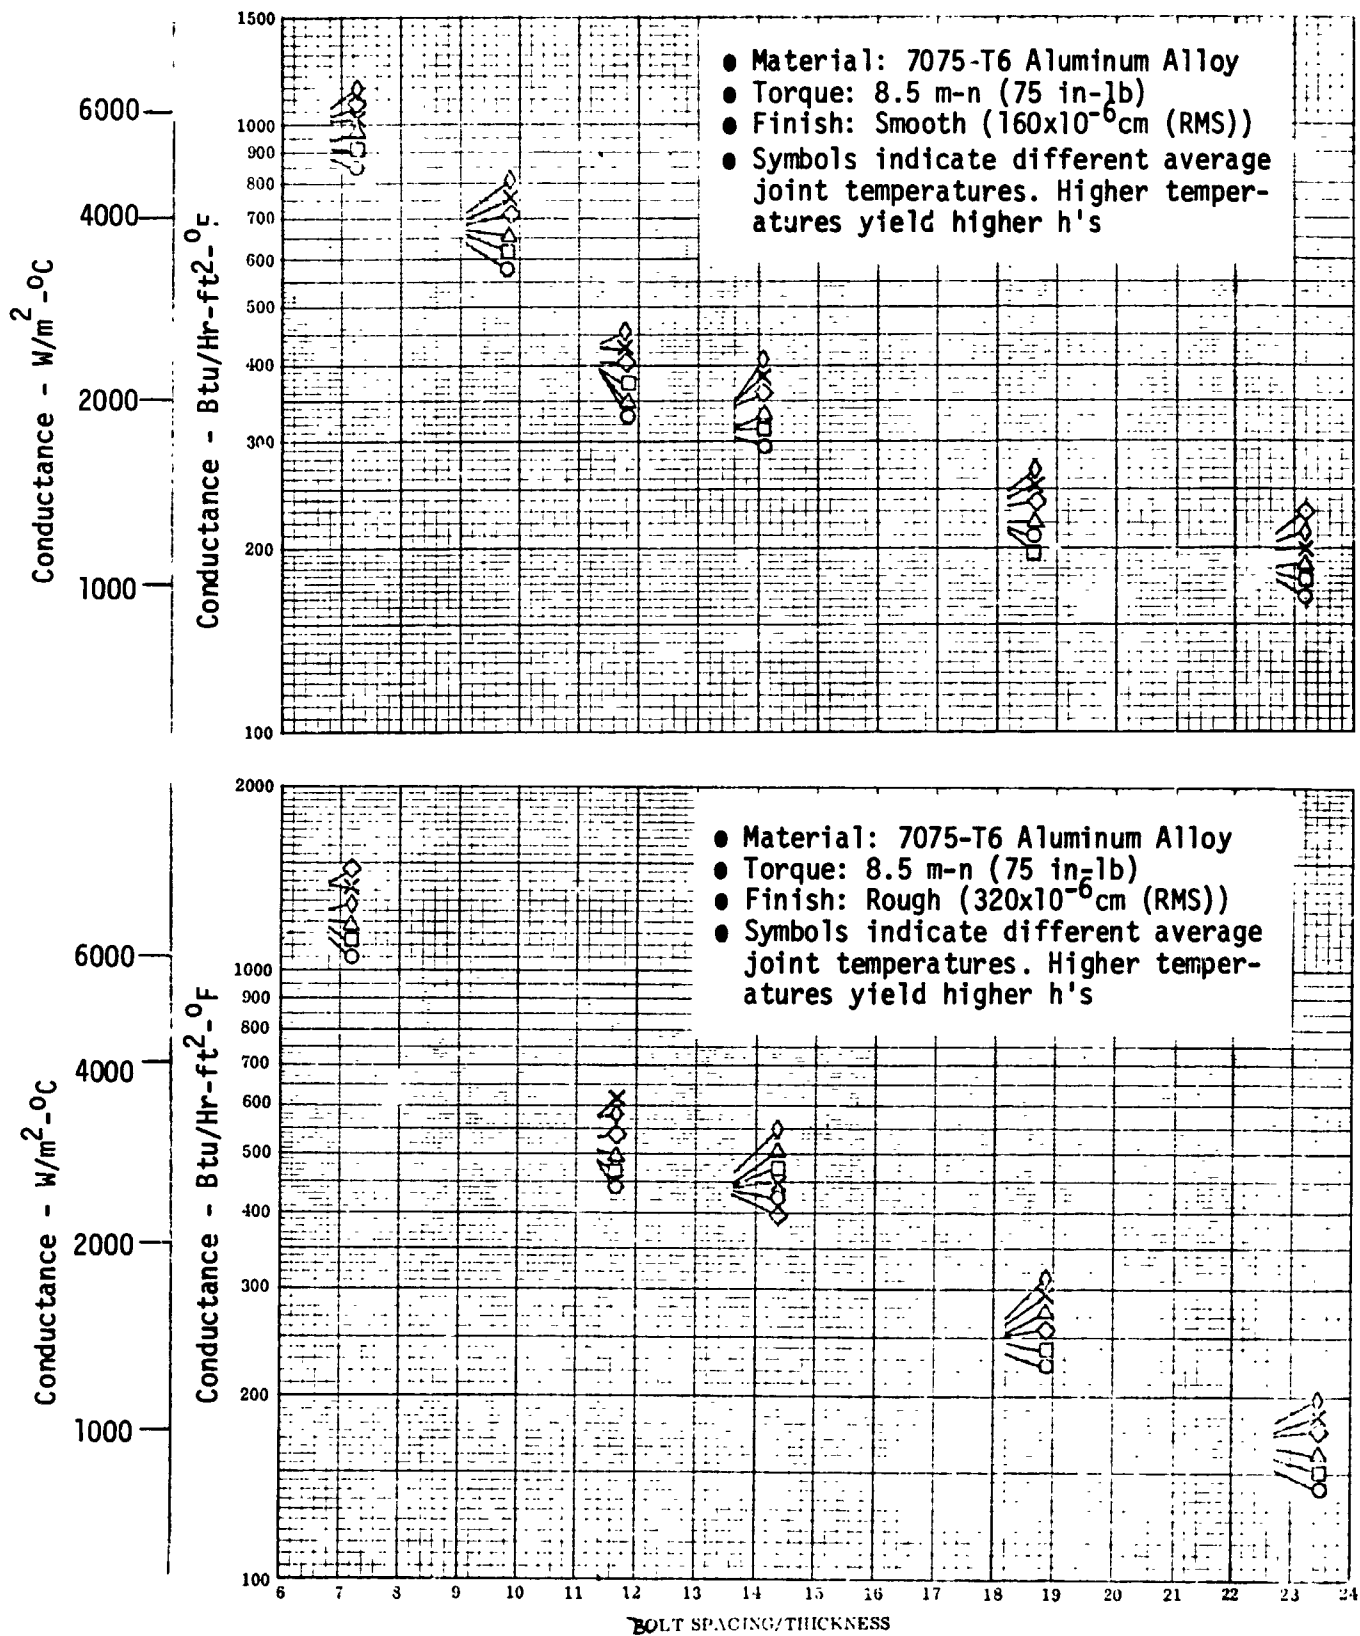 1500
1000
900
800
700
600
500
400
300
200
100
6000
4000
2000
1000
Conductance - W/m2-oC
Conductance - Btu/Hr-ft2-oF
● Material: 7075-T6 Aluminum Alloy
● Torque: 8.5 m-n (75 in-lb)
● Finish: Smooth (160x10-6cm (RMS))
● Symbols indicate different average
joint temperatures. Higher temper-
atures yield higher h's
2000
1000
900
800
700
600
500
400
300
200
100
6000
4000
2000
1000
Conductance - W/m2-oC
Conductance - Btu/Hr-ft2-oF
● Material: 7075-T6 Aluminum Alloy
● Torque: 8.5 m-n (75 in-lb)
● Finish: Rough (320x10-6cm (RMS))
● Symbols indicate different average
joint temperatures. Higher temper-
atures yield higher h's
6 7 8 9 10 11 12 13 14 15 16 17 18 19 20 21 22 23 24
BOLT SPACING/THICKNESS